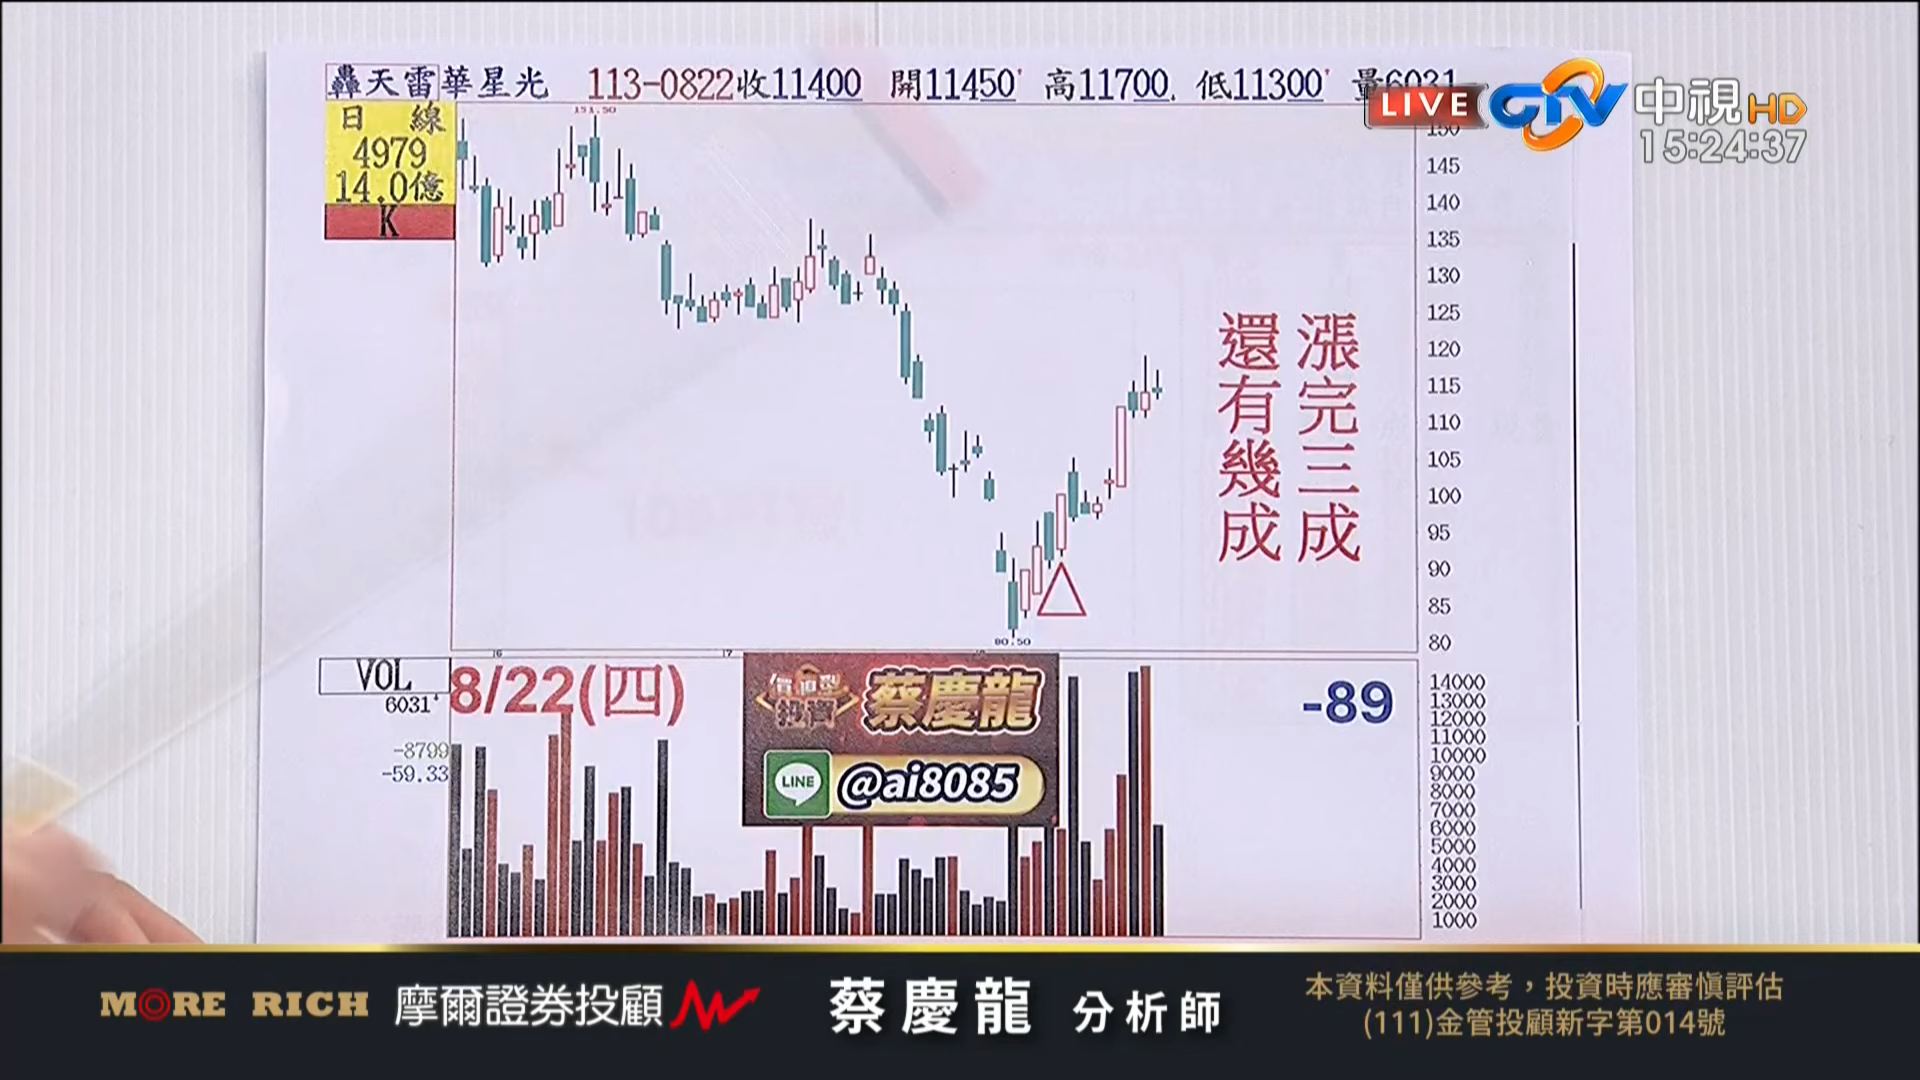 轟天雷華星光 113-0822收11400 開11450 高11700 低11300 量6031
LIVE CTV 中視HD
15:24:37
日線
4979
14.0億
K
151.50
150
145
140
135
130
125
120
115
110
105
100
95
90
85
80
漲完三成
還有幾成
80.50
VOL
6031
-8799
-59.33
8/22(四)
投資
蔡慶龍
LINE @ai8085
-89
14000
13000
12000
11000
10000
9000
8000
7000
6000
5000
4000
3000
2000
1000
MORE RICH 摩爾證券投顧
蔡慶龍 分析師
本資料僅供參考，投資時應審慎評估
(111)金管投顧新字第014號